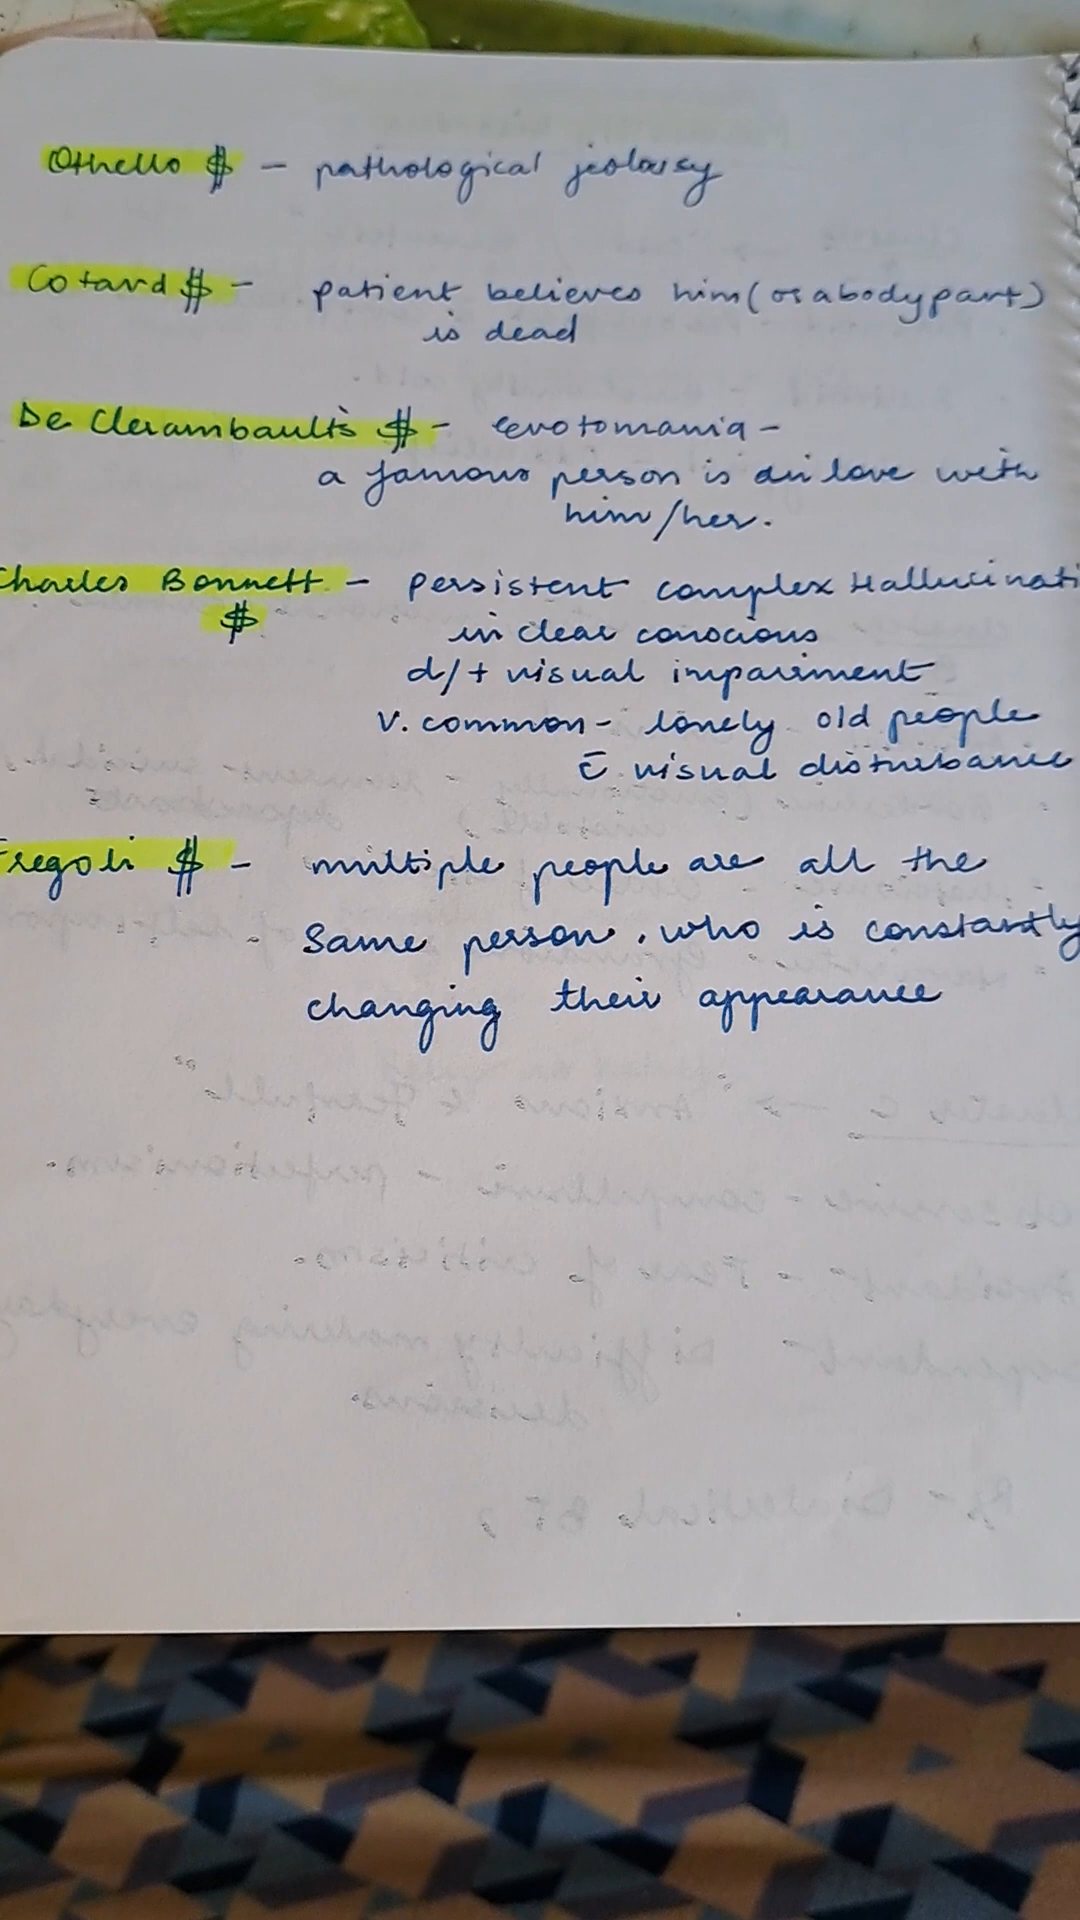 Othello $ - pathological jealousy
Cotard $ - patient believes him (or a body part)
is dead
De Clerambault's $ - Erotomania -
a famous person is in love with
him/her.
Charles Bonnett - Persistent complex Hallucinati
$ in clear conscious
d/t visual impairment
V. common - lonely old people
c̄ visual disturbance
Fregoli $ - multiple people are all the
same person, who is constantly
changing their appearance